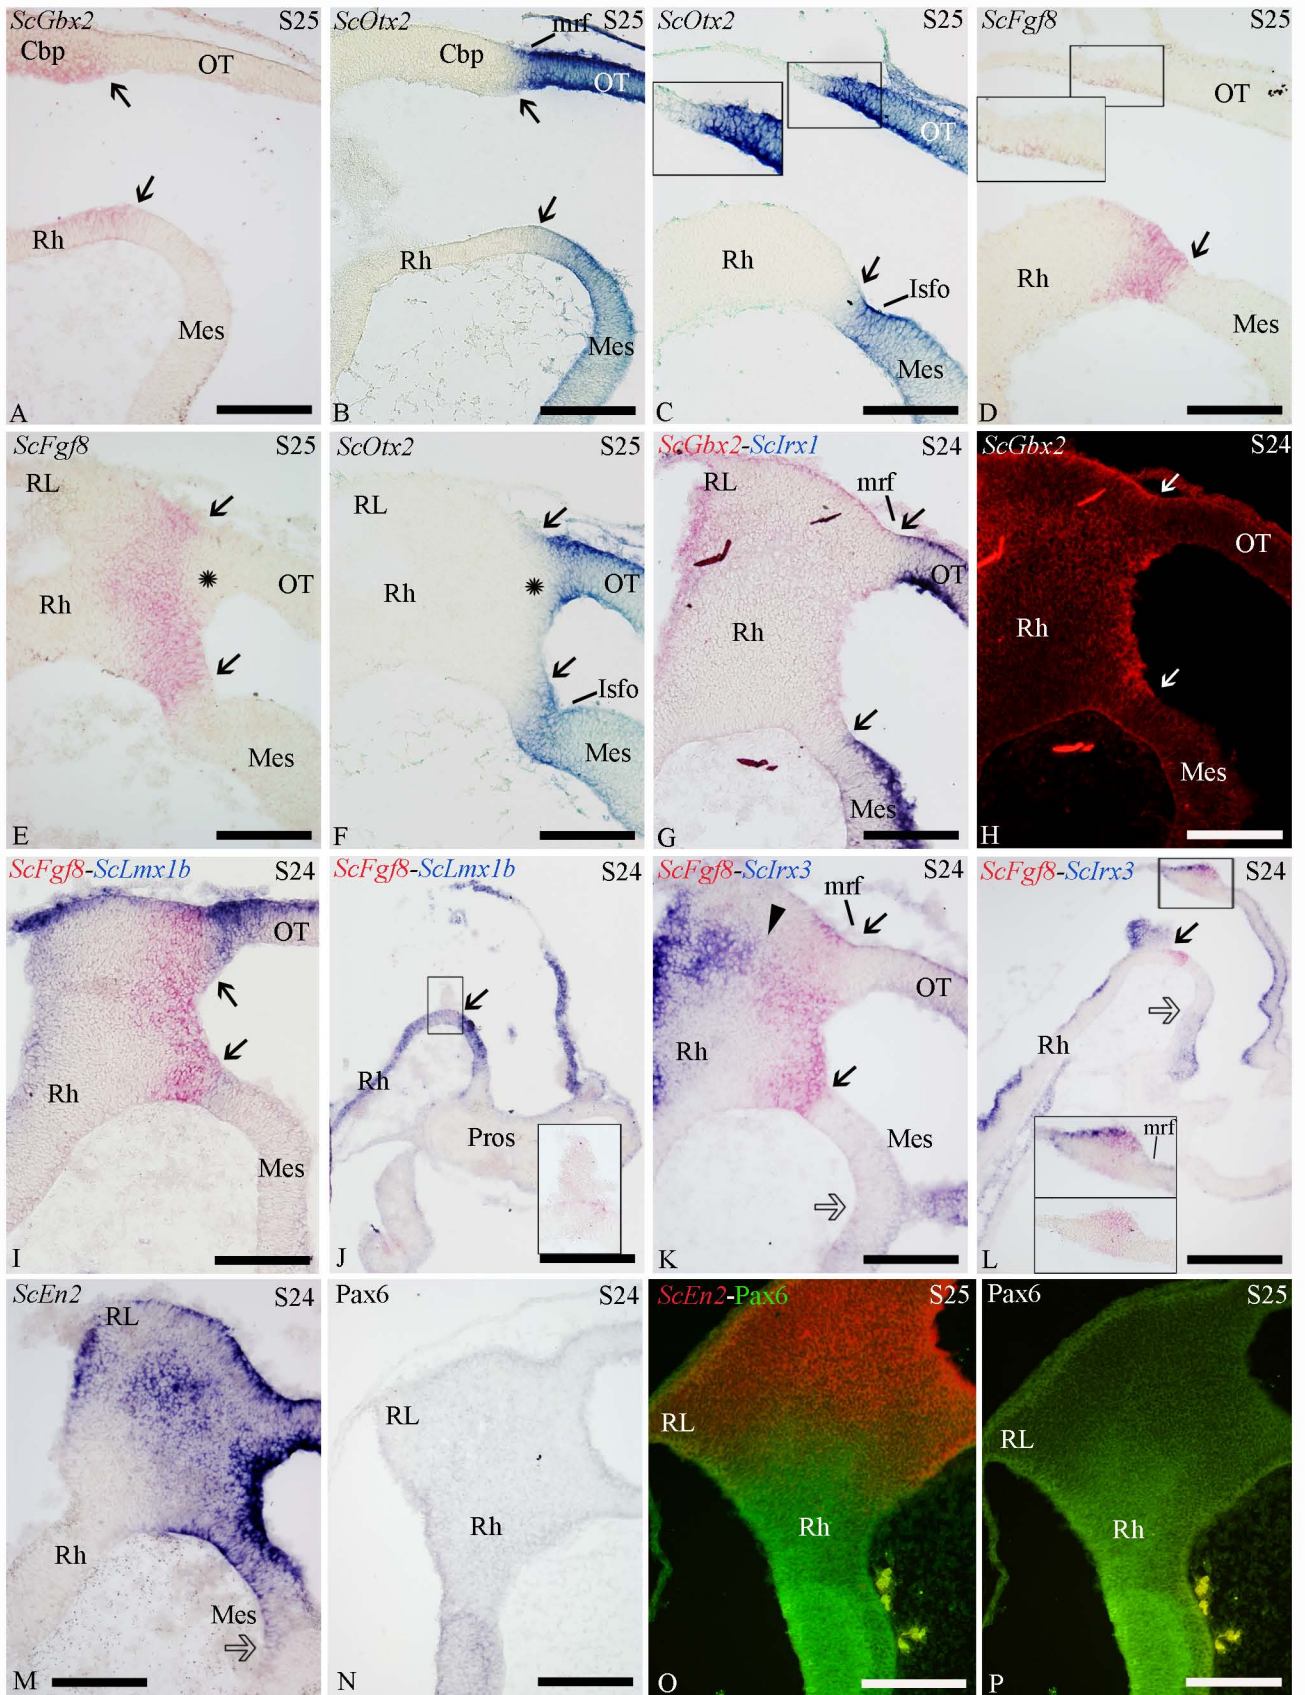 ScGbx2 S25
Cbp
OT
Rh
Mes
A
ScOtx2 S25
mrf
Cbp
OT
Rh
Mes
B
ScOtx2 S25
OT
Rh
Isfo
Mes
C
ScFgf8 S25
OT
Rh
Mes
D
ScFgf8 S25
RL
OT
Rh
Mes
E
ScOtx2 S25
RL
OT
Rh
Isfo
Mes
F
ScGbx2-ScIrx1 S24
RL
mrf
OT
Rh
Mes
G
ScGbx2 S24
OT
Rh
Mes
H
ScFgf8-ScLmx1b S24
OT
Rh
Mes
I
ScFgf8-ScLmx1b S24
Rh
Pros
J
ScFgf8-ScIrx3 S24
mrf
OT
Rh
Mes
K
ScFgf8-ScIrx3 S24
Rh
mrf
L
ScEn2 S24
RL
Rh
Mes
M
Pax6 S24
RL
Rh
N
ScEn2-Pax6 S25
RL
Rh
O
Pax6 S25
RL
Rh
P